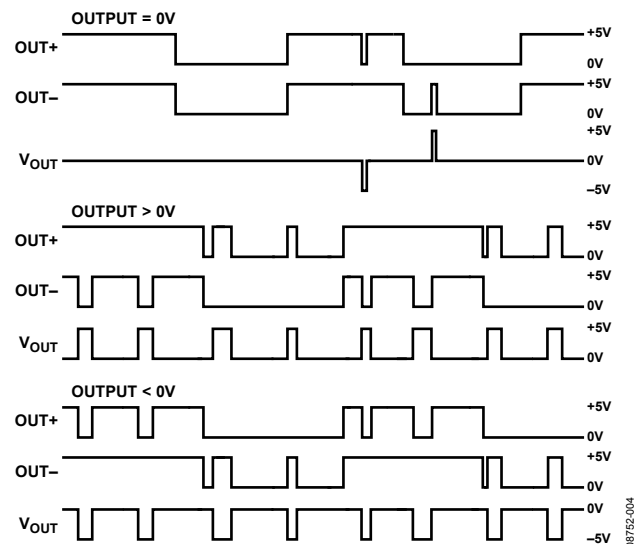 OUTPUT = 0V
OUT+
+5V
0V
OUT–
+5V
0V
VOUT
+5V
0V
–5V
OUTPUT > 0V
OUT+
+5V
0V
OUT–
+5V
0V
VOUT
+5V
0V
OUTPUT < 0V
OUT+
+5V
0V
OUT–
+5V
0V
VOUT
0V
–5V
08752-004